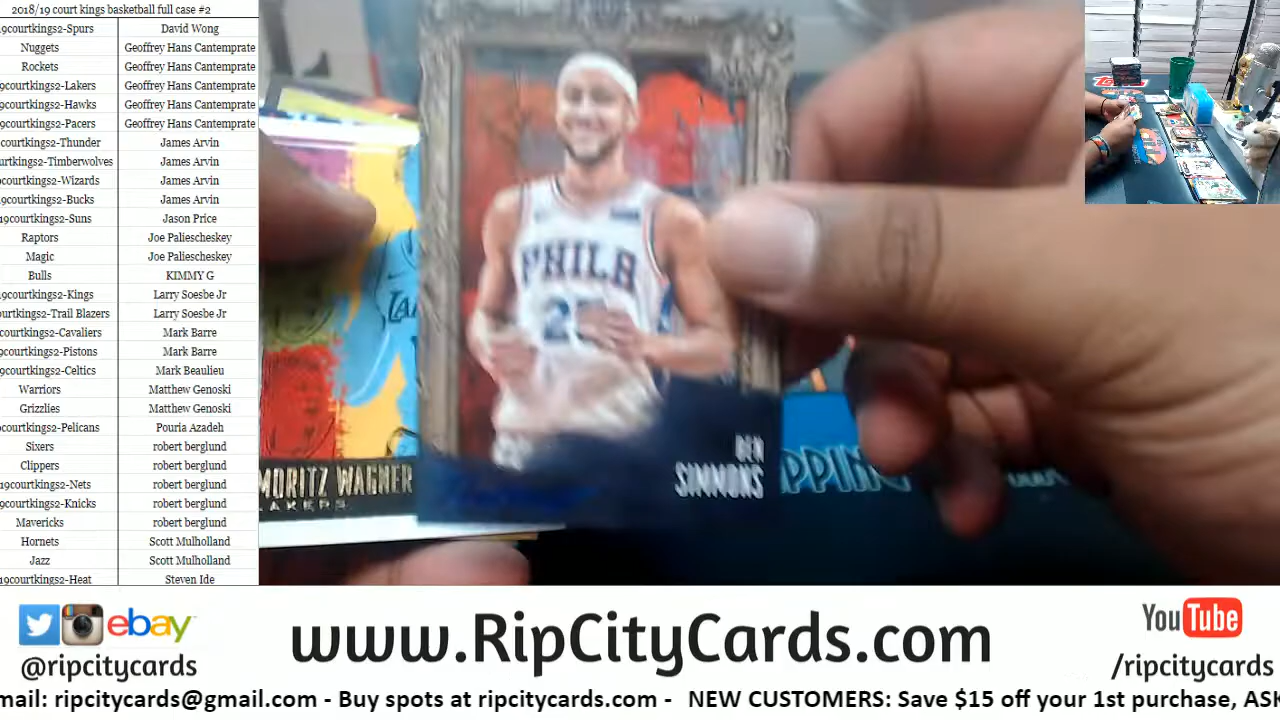 2018/19 court kings basketball full case #2
9courtkings2-Spurs David Wong
Nuggets Geoffrey Hans Cantemprate
Rockets Geoffrey Hans Cantemprate
9courtkings2-Lakers Geoffrey Hans Cantemprate
9courtkings2-Hawks Geoffrey Hans Cantemprate
9courtkings2-Pacers Geoffrey Hans Cantemprate
courtkings2-Thunder James Arvin
urtkings2-Timberwolves James Arvin
courtkings2-Wizards James Arvin
9courtkings2-Bucks James Arvin
19courtkings2-Suns Jason Price
Raptors Joe Paliescheskey
Magic Joe Paliescheskey
Bulls KIMMY G
9courtkings2-Kings Larry Soesbe Jr
urtkings2-Trail Blazers Larry Soesbe Jr
courtkings2-Cavaliers Mark Barre
9courtkings2-Pistons Mark Barre
9courtkings2-Celtics Mark Beaulieu
Warriors Matthew Genoski
Grizzlies Matthew Genoski
courtkings2-Pelicans Pouria Azadeh
Sixers robert berglund
Clippers robert berglund
19courtkings2-Nets robert berglund
9courtkings2-Knicks robert berglund
Mavericks robert berglund
Hornets Scott Mulholland
Jazz Scott Mulholland
19courtkings2-Heat Steven Ide
PHILA
25
BEN
SIMMONS
MORITZ WAGNER
LAKERS
PPING
ebay
@ripcitycards
www.RipCityCards.com
YouTube
/ripcitycards
mail: ripcitycards@gmail.com - Buy spots at ripcitycards.com - NEW CUSTOMERS: Save $15 off your 1st purchase, ASK